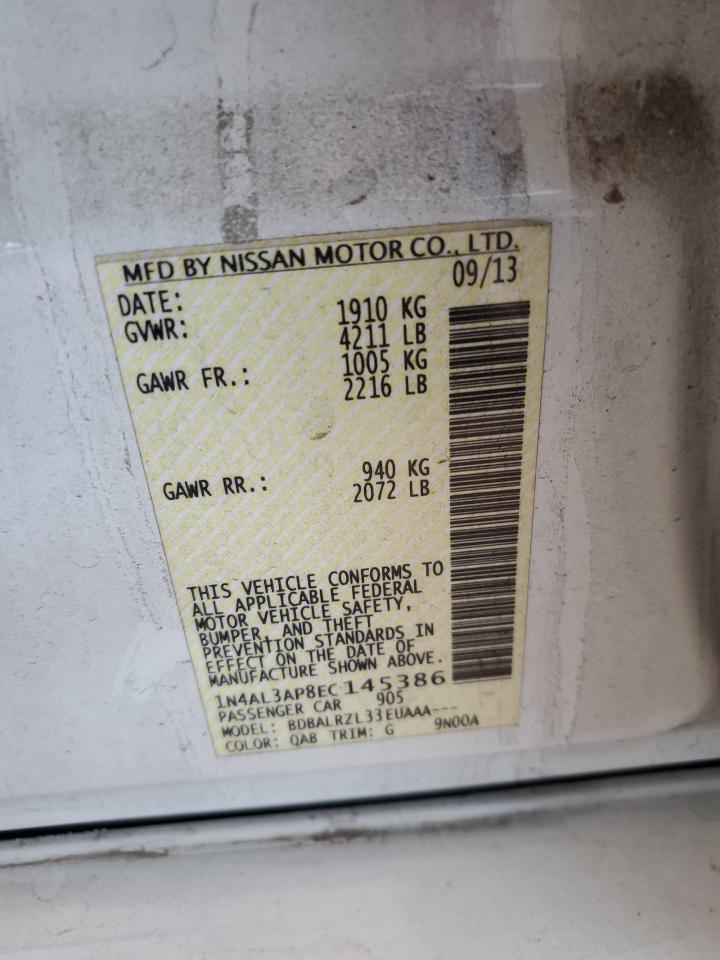 MFD BY NISSAN MOTOR CO., LTD.
DATE: 09/13
GVWR: 1910 KG
4211 LB
GAWR FR.: 1005 KG
2216 LB
GAWR RR.: 940 KG
2072 LB
THIS VEHICLE CONFORMS TO
ALL APPLICABLE FEDERAL
MOTOR VEHICLE SAFETY,
BUMPER, AND THEFT
PREVENTION STANDARDS IN
EFFECT ON THE DATE OF
MANUFACTURE SHOWN ABOVE.
1N4AL3AP8EC145386
PASSENGER CAR 905
MODEL: BDBALRZL33EUAAA---
COLOR: QAB TRIM: G 9N00A